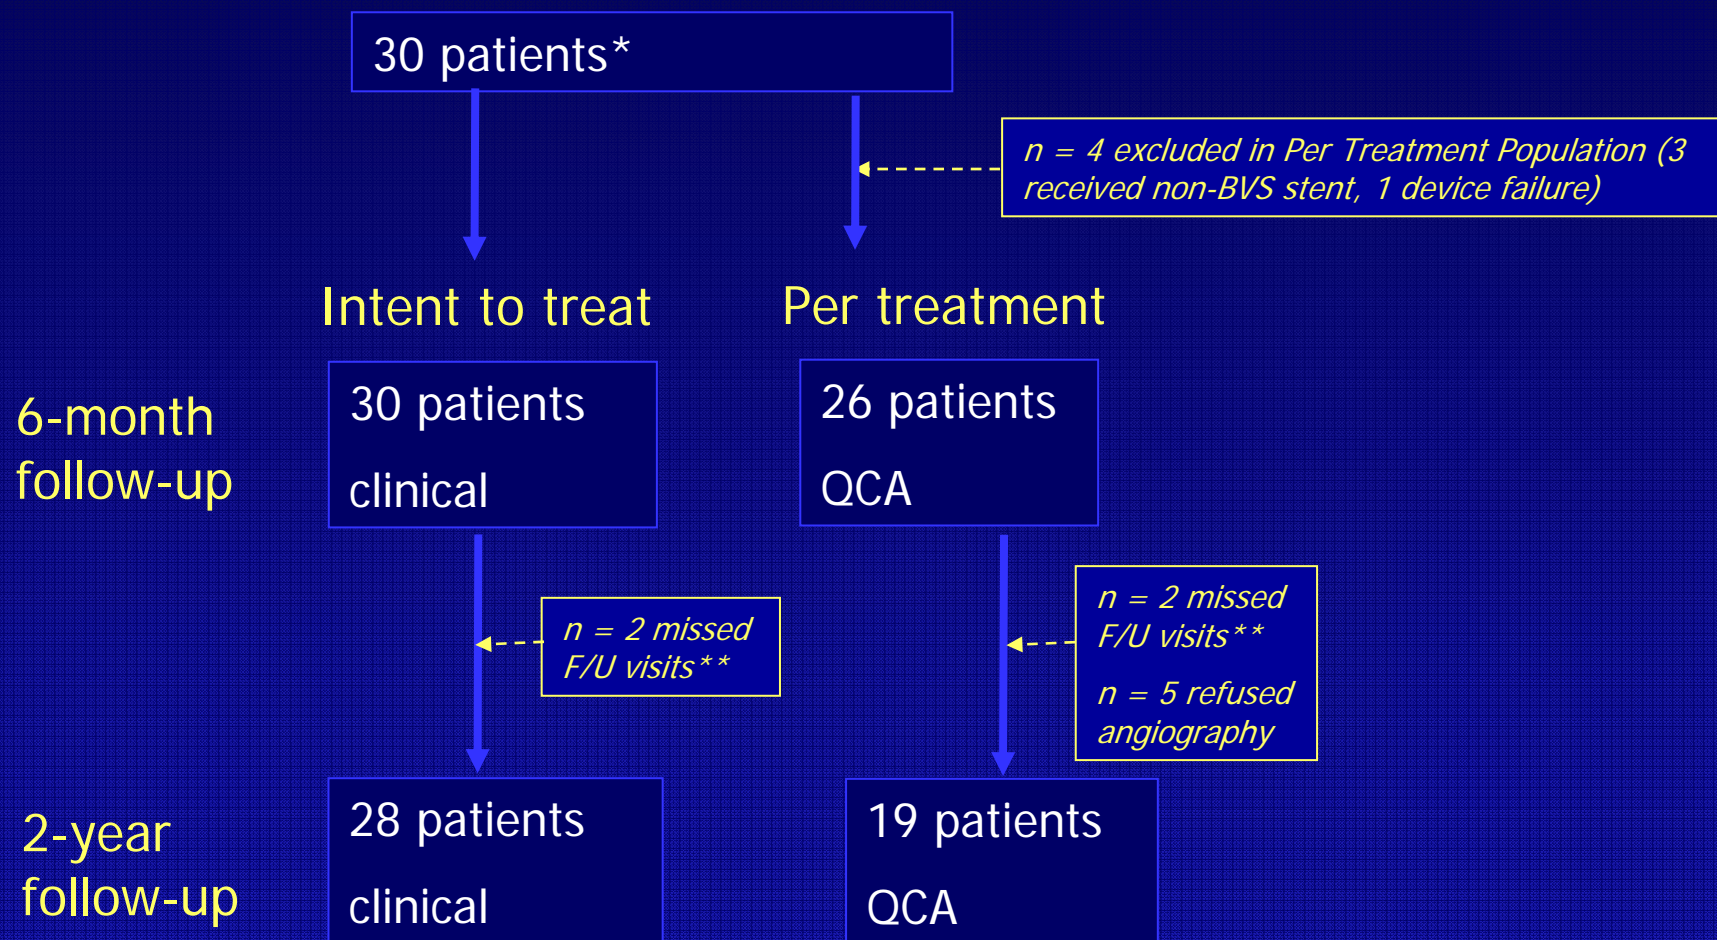 30 patients*
n = 4 excluded in Per Treatment Population (3
received non-BVS stent, 1 device failure)
Intent to treat
Per treatment
6-month
follow-up
30 patients
clinical
26 patients
QCA
n = 2 missed
F/U visits**
n = 2 missed
F/U visits**
n = 5 refused
angiography
2-year
follow-up
28 patients
clinical
19 patients
QCA